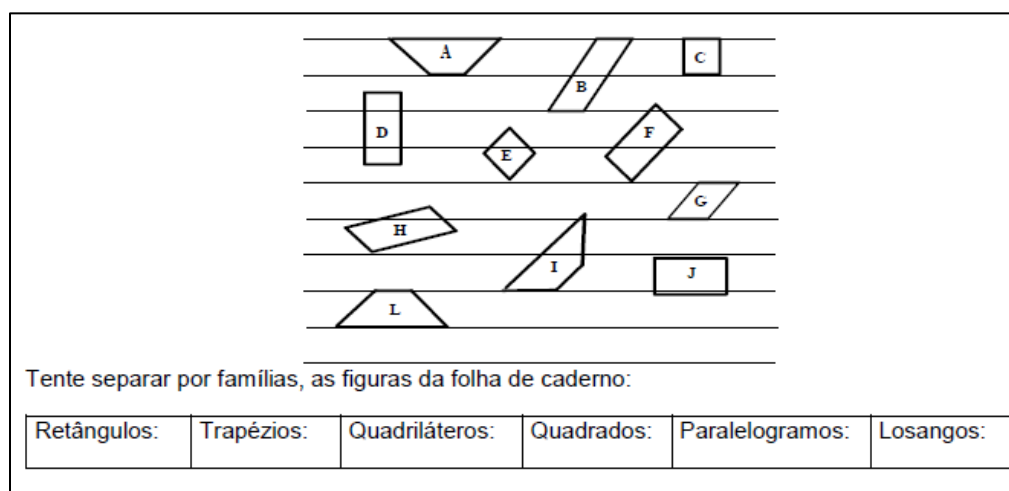 A
B
C
D
E
F
G
H
I
J
L
Tente separar por famílias, as figuras da folha de caderno:
Retângulos: Trapézios: Quadriláteros: Quadrados: Paralelogramos: Losangos: